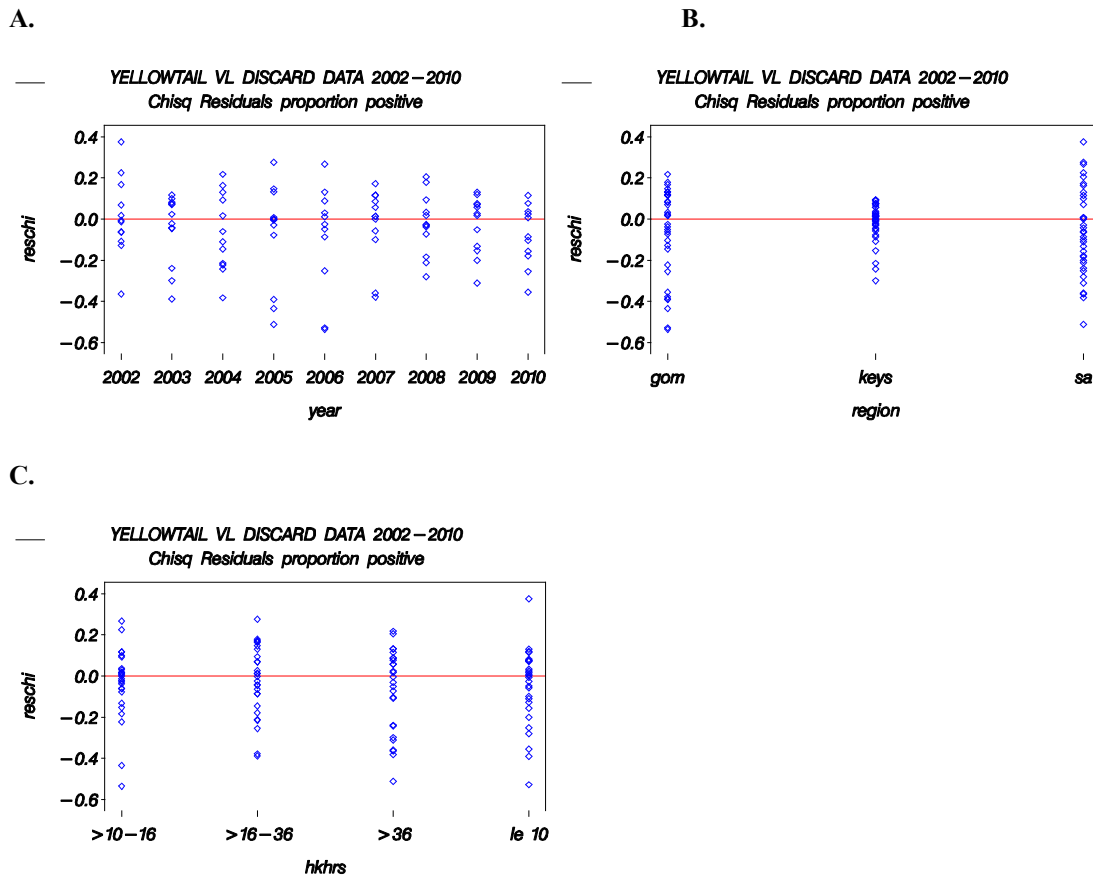 A.
B.
YELLOWTAIL VL DISCARD DATA 2002-2010
Chisq Residuals proportion positive
reschi
0.4
0.2
0.0
-0.2
-0.4
-0.6
2002 2003 2004 2005 2006 2007 2008 2009 2010
year
YELLOWTAIL VL DISCARD DATA 2002-2010
Chisq Residuals proportion positive
reschi
0.4
0.2
0.0
-0.2
-0.4
-0.6
gom keys sa
region
C.
YELLOWTAIL VL DISCARD DATA 2002-2010
Chisq Residuals proportion positive
reschi
0.4
0.2
0.0
-0.2
-0.4
-0.6
>10-16 >16-36 >36 le 10
hkhrs